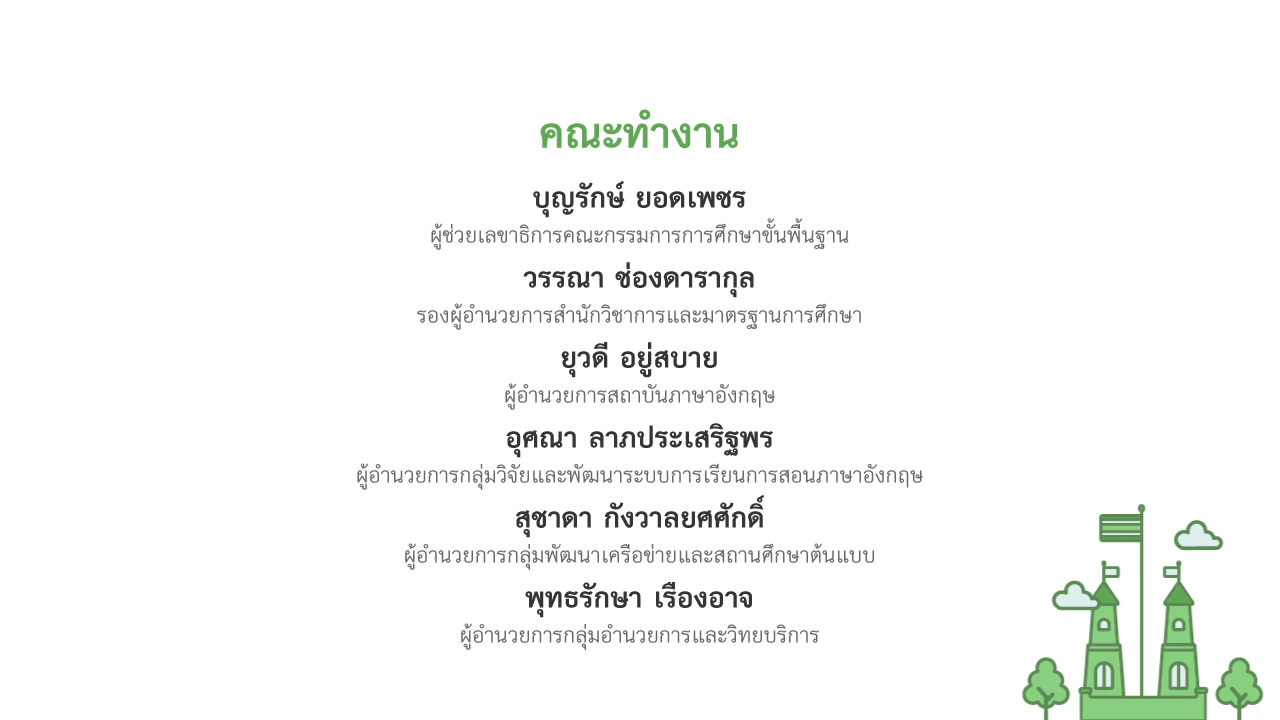 คณะทำงาน
บุญรักษ์ ยอดเพชร
ผู้ช่วยเลขาธิการคณะกรรมการการศึกษาขั้นพื้นฐาน
วรรณา ช่องดารากุล
รองผู้อำนวยการสำนักวิชาการและมาตรฐานการศึกษา
ยุวดี อยู่สบาย
ผู้อำนวยการสถาบันภาษาอังกฤษ
อุศณา ลาภประเสริฐพร
ผู้อำนวยการกลุ่มวิจัยและพัฒนาระบบการเรียนการสอนภาษาอังกฤษ
สุชาดา กังวาลยศศักดิ์
ผู้อำนวยการกลุ่มพัฒนาเครือข่ายและสถานศึกษาต้นแบบ
พุทธรักษา เรืองอาจ
ผู้อำนวยการกลุ่มอำนวยการและวิทยบริการ